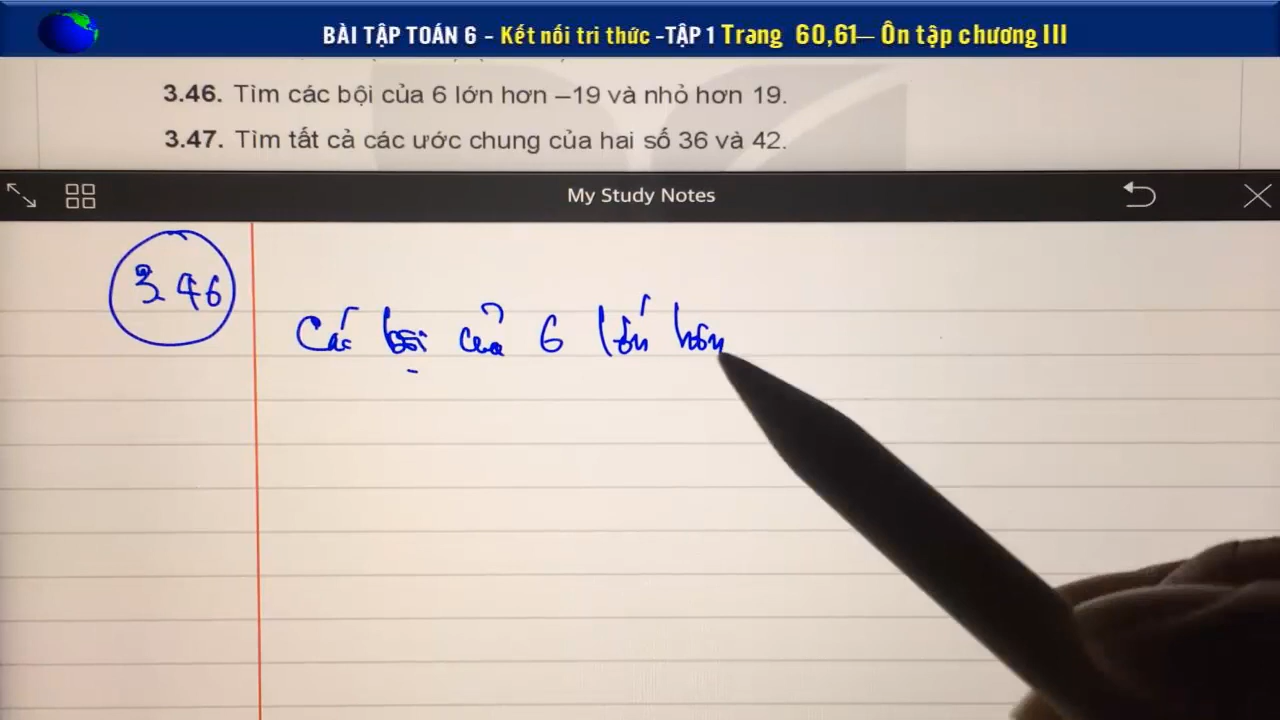 BÀI TẬP TOÁN 6 - Kết nối tri thức -TẬP 1 Trang 60,61– Ôn tập chương III
3.46. Tìm các bội của 6 lớn hơn –19 và nhỏ hơn 19.
3.47. Tìm tất cả các ước chung của hai số 36 và 42.
My Study Notes
3.46
Các bội của 6 lớn hơn